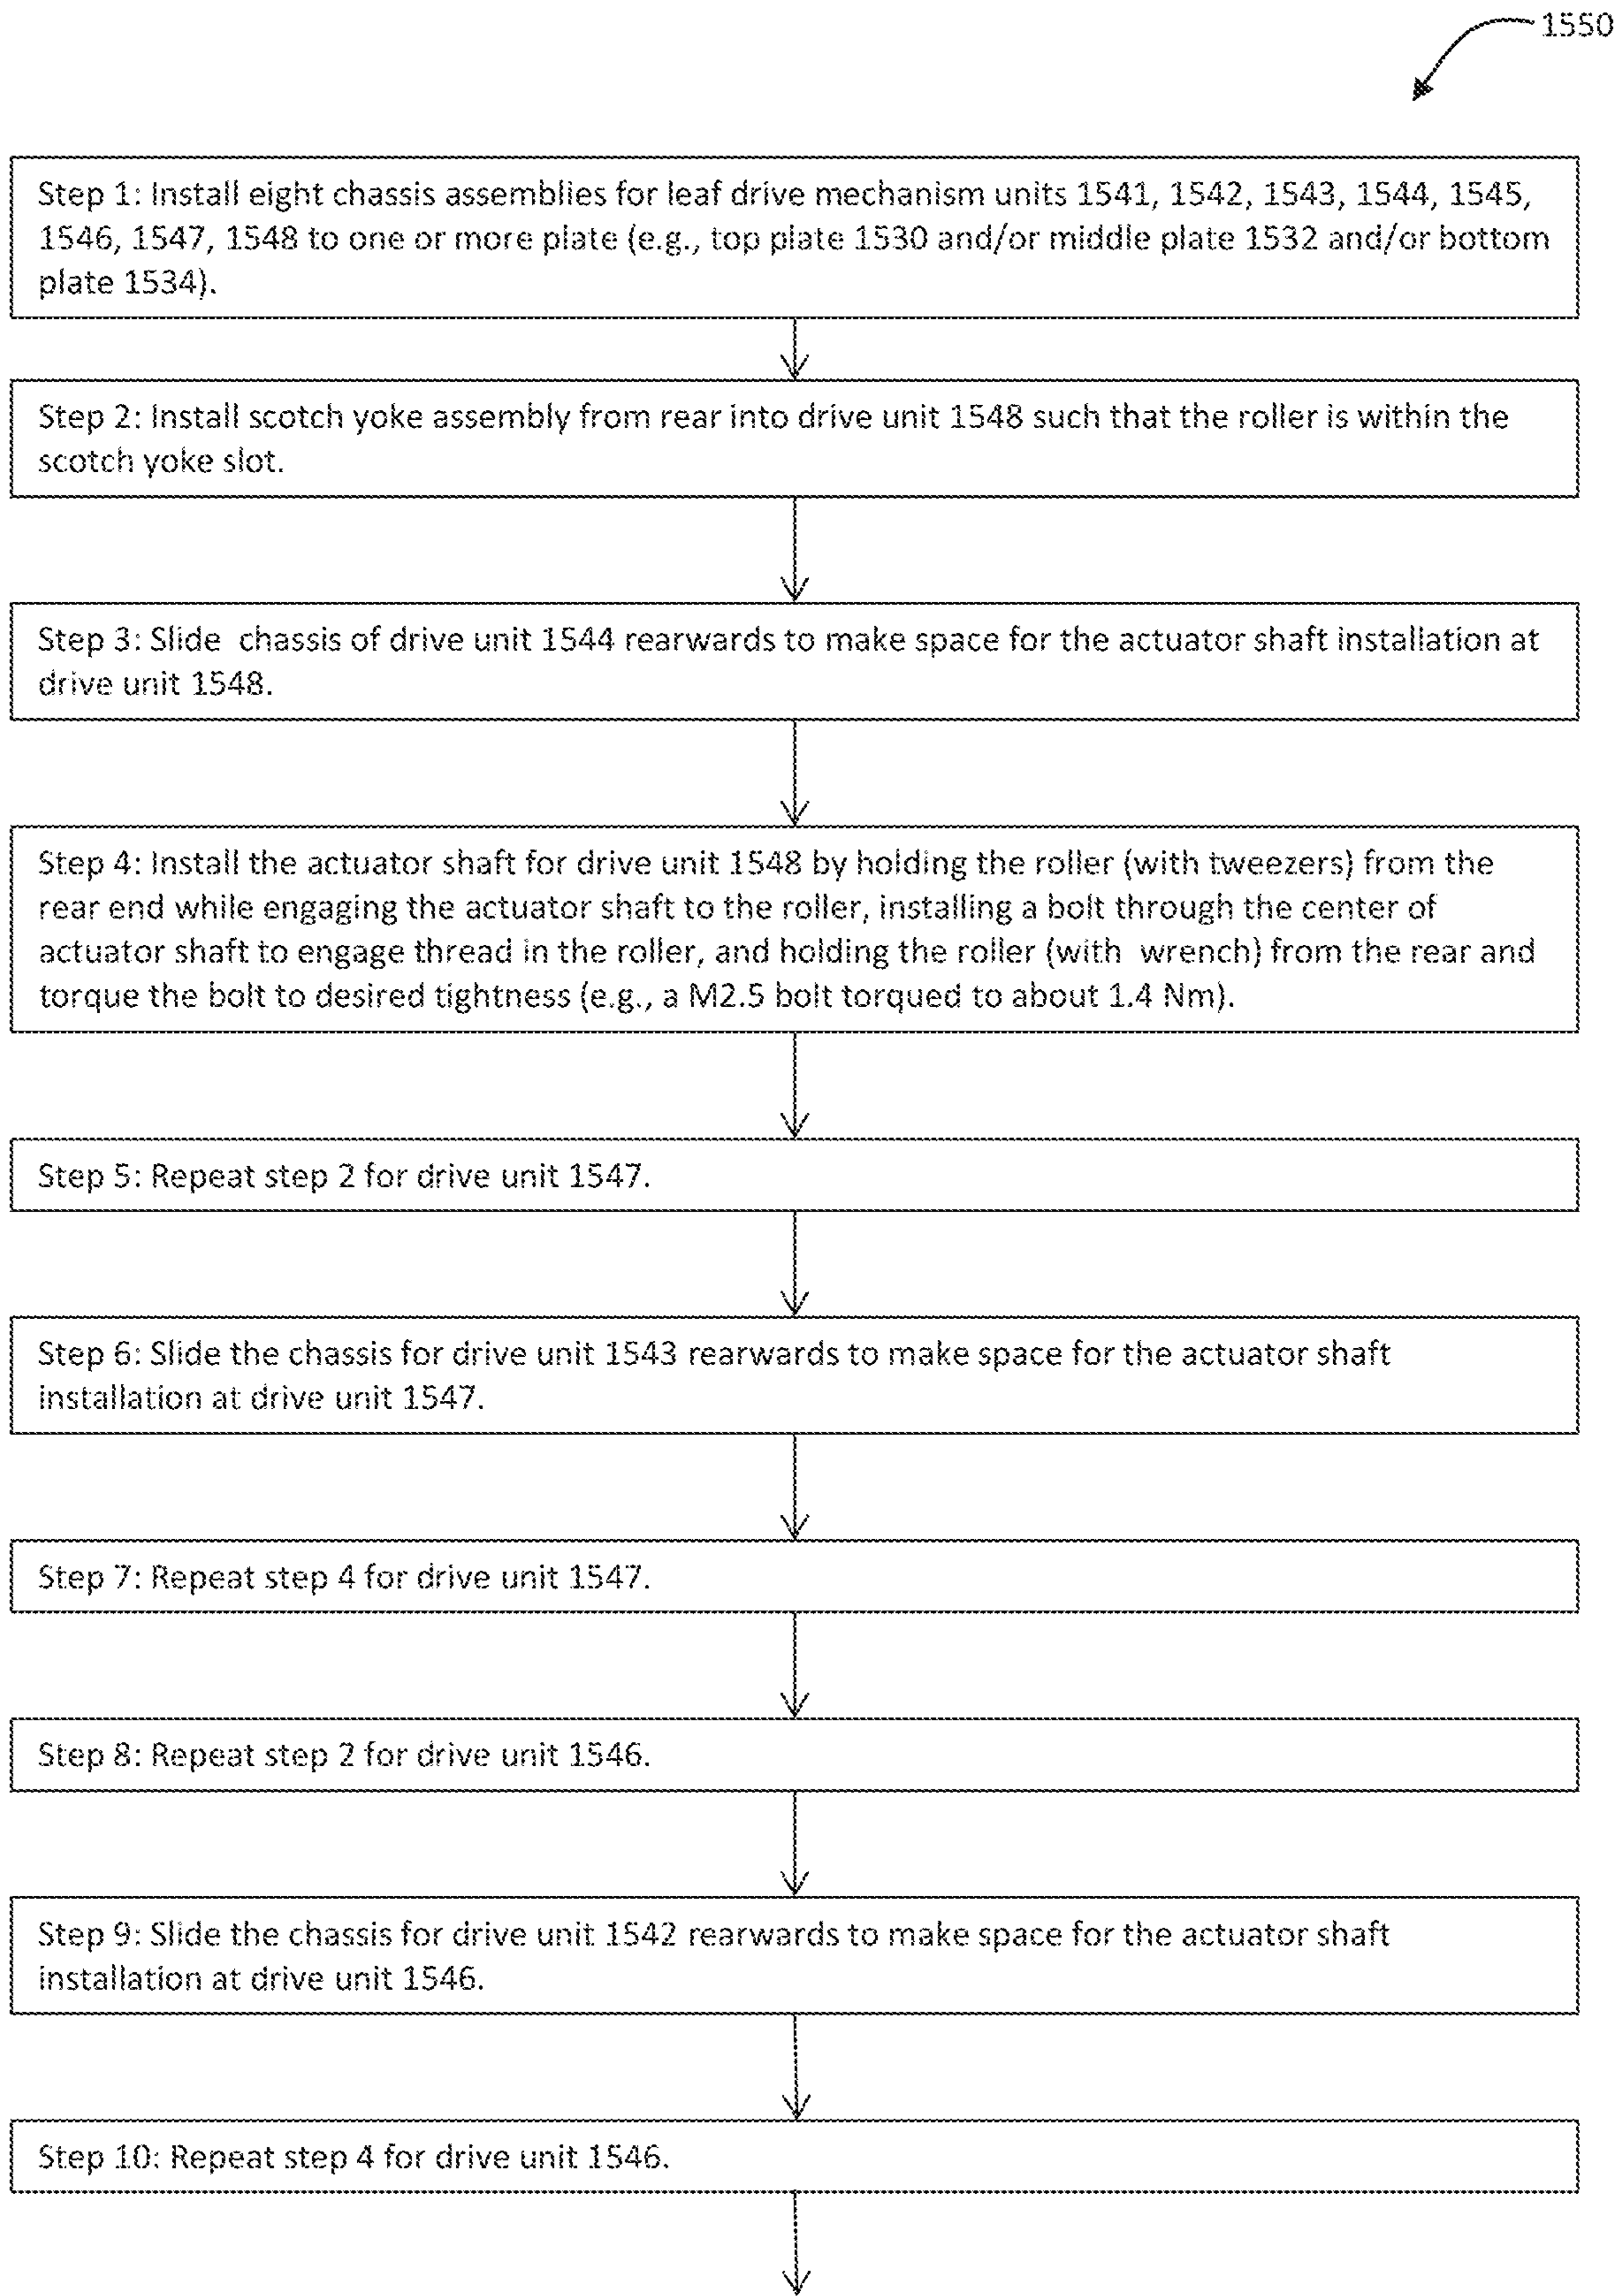 1550
Step 1: Install eight chassis assemblies for leaf drive mechanism units 1541, 1542, 1543, 1544, 1545,
1546, 1547, 1548 to one or more plate (e.g., top plate 1530 and/or middle plate 1532 and/or bottom
plate 1534).
Step 2: Install scotch yoke assembly from rear into drive unit 1548 such that the roller is within the
scotch yoke slot.
Step 3: Slide chassis of drive unit 1544 rearwards to make space for the actuator shaft installation at
drive unit 1548.
Step 4: Install the actuator shaft for drive unit 1548 by holding the roller (with tweezers) from the
rear end while engaging the actuator shaft to the roller, installing a bolt through the center of
actuator shaft to engage thread in the roller, and holding the roller (with wrench) from the rear and
torque the bolt to desired tightness (e.g., a M2.5 bolt torqued to about 1.4 Nm).
Step 5: Repeat step 2 for drive unit 1547.
Step 6: Slide the chassis for drive unit 1543 rearwards to make space for the actuator shaft
installation at drive unit 1547.
Step 7: Repeat step 4 for drive unit 1547.
Step 8: Repeat step 2 for drive unit 1546.
Step 9: Slide the chassis for drive unit 1542 rearwards to make space for the actuator shaft
installation at drive unit 1546.
Step 10: Repeat step 4 for drive unit 1546.